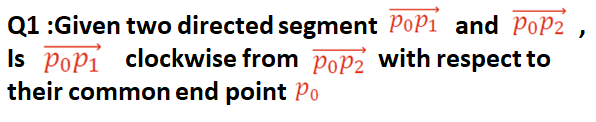 Q1 :Given two directed segment $\overrightarrow{p_0p_1}$ and $\overrightarrow{p_0p_2}$ ,
Is $\overrightarrow{p_0p_1}$ clockwise from $\overrightarrow{p_0p_2}$ with respect to
their common end point $p_0$